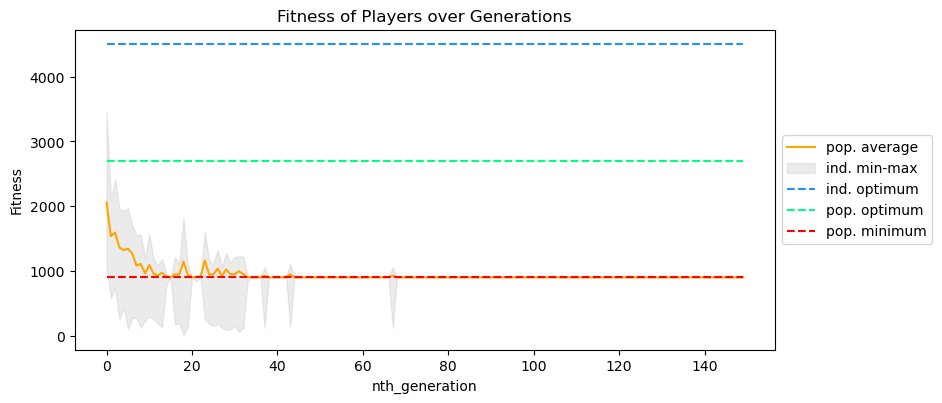 Fitness of Players over Generations
Fitness
4000
3000
2000
1000
0
0 20 40 60 80 100 120 140
nth_generation
pop. average
ind. min-max
ind. optimum
pop. optimum
pop. minimum